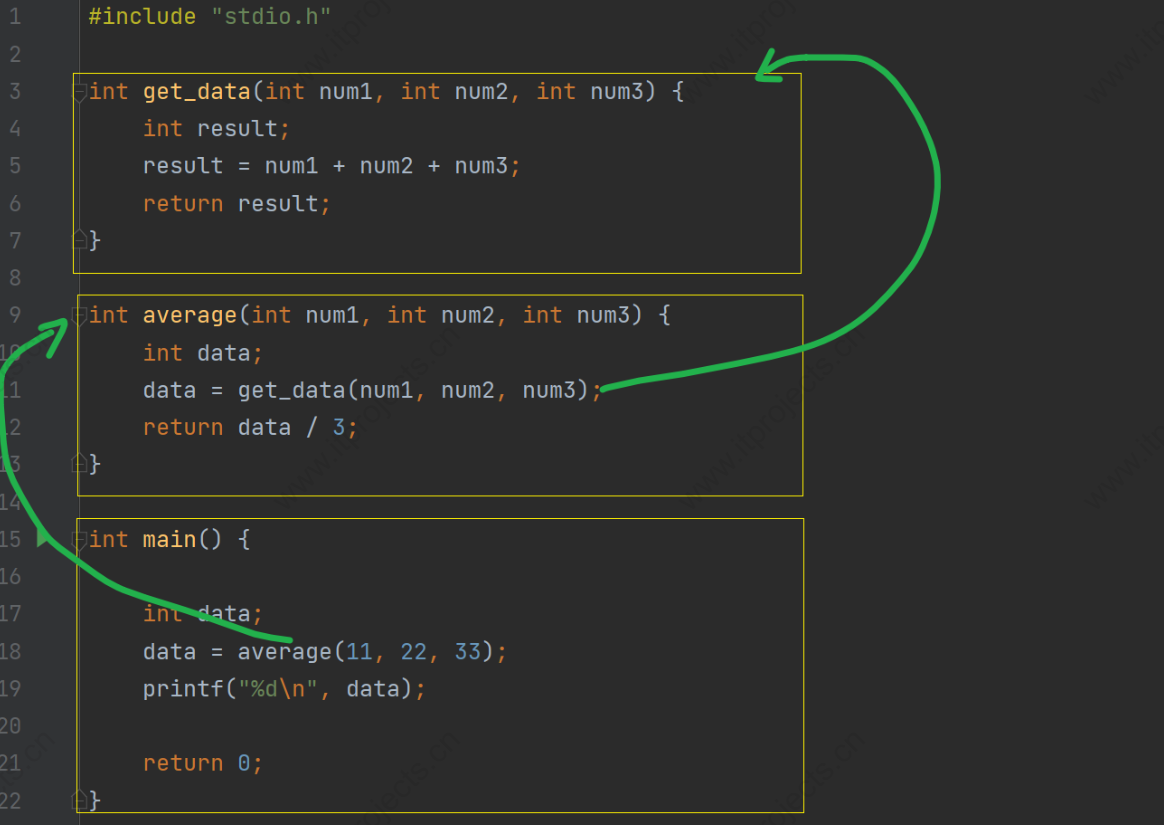 1 #include "stdio.h"
2
3 int get_data(int num1, int num2, int num3) {
4 int result;
5 result = num1 + num2 + num3;
6 return result;
7 }
8
9 int average(int num1, int num2, int num3) {
10 int data;
11 data = get_data(num1, num2, num3);
12 return data / 3;
13 }
14
15 int main() {
16
17 int data;
18 data = average(11, 22, 33);
19 printf("%d\n", data);
20
21 return 0;
22 }
www.itprojects.cn